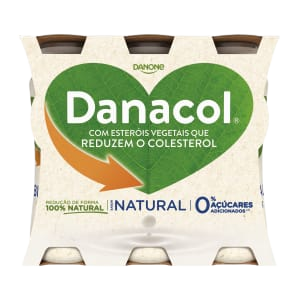 DANONE
Danacol®
COM ESTERÓIS VEGETAIS QUE
REDUZEM O COLESTEROL
REDUÇÃO DE FORMA
100% NATURAL
SABOR NATURAL
0% AÇÚCARES
ADICIONADOS